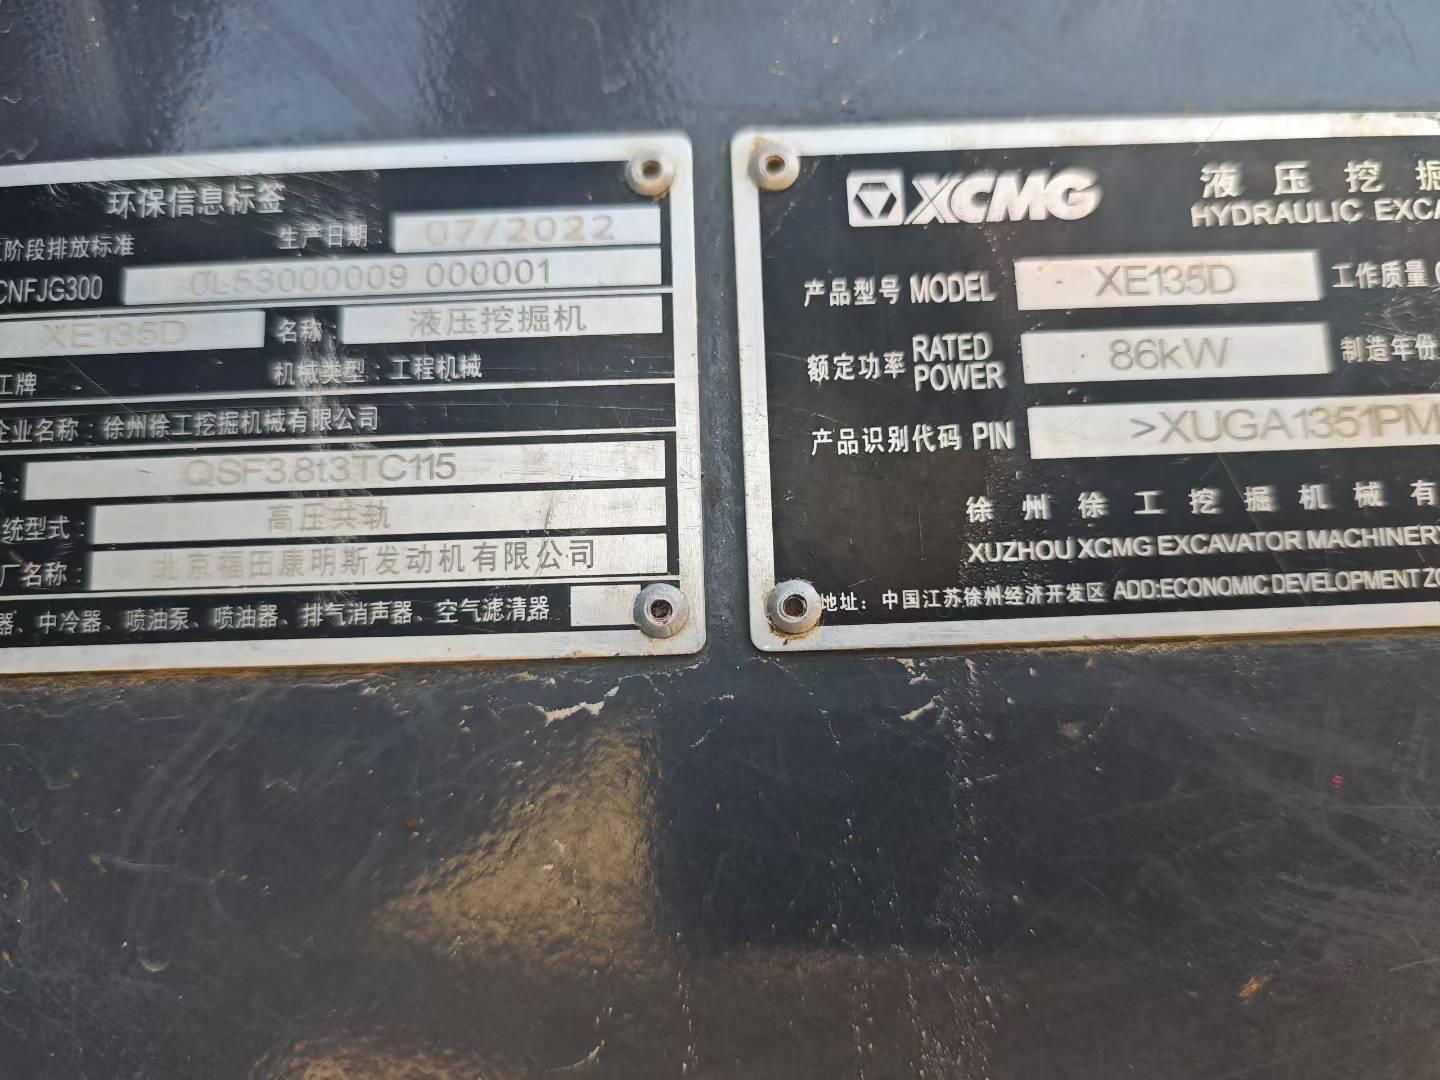 环保信息标签
阶段排放标准 生产日期 07/2022
CNFJG300 CL53000009 000001
XE135D 名称: 液压挖掘机
工牌 机械类型: 工程机械
企业名称: 徐州徐工挖掘机械有限公司
QSF3.8t3TC115
统型式: 高压共轨
厂名称: 北京福田康明斯发动机有限公司
器、中冷器、喷油泵、喷油器、排气消声器、空气滤清器
XCMG 液压挖掘
HYDRAULIC EXCA
产品型号 MODEL XE135D 工作质量
额定功率 RATED POWER 86kW 制造年份
产品识别代码 PIN >XUGA1351PM
徐州徐工挖掘机械有
XUZHOU XCMG EXCAVATOR MACHINERY
地址: 中国江苏徐州经济开发区 ADD:ECONOMIC DEVELOPMENT ZO